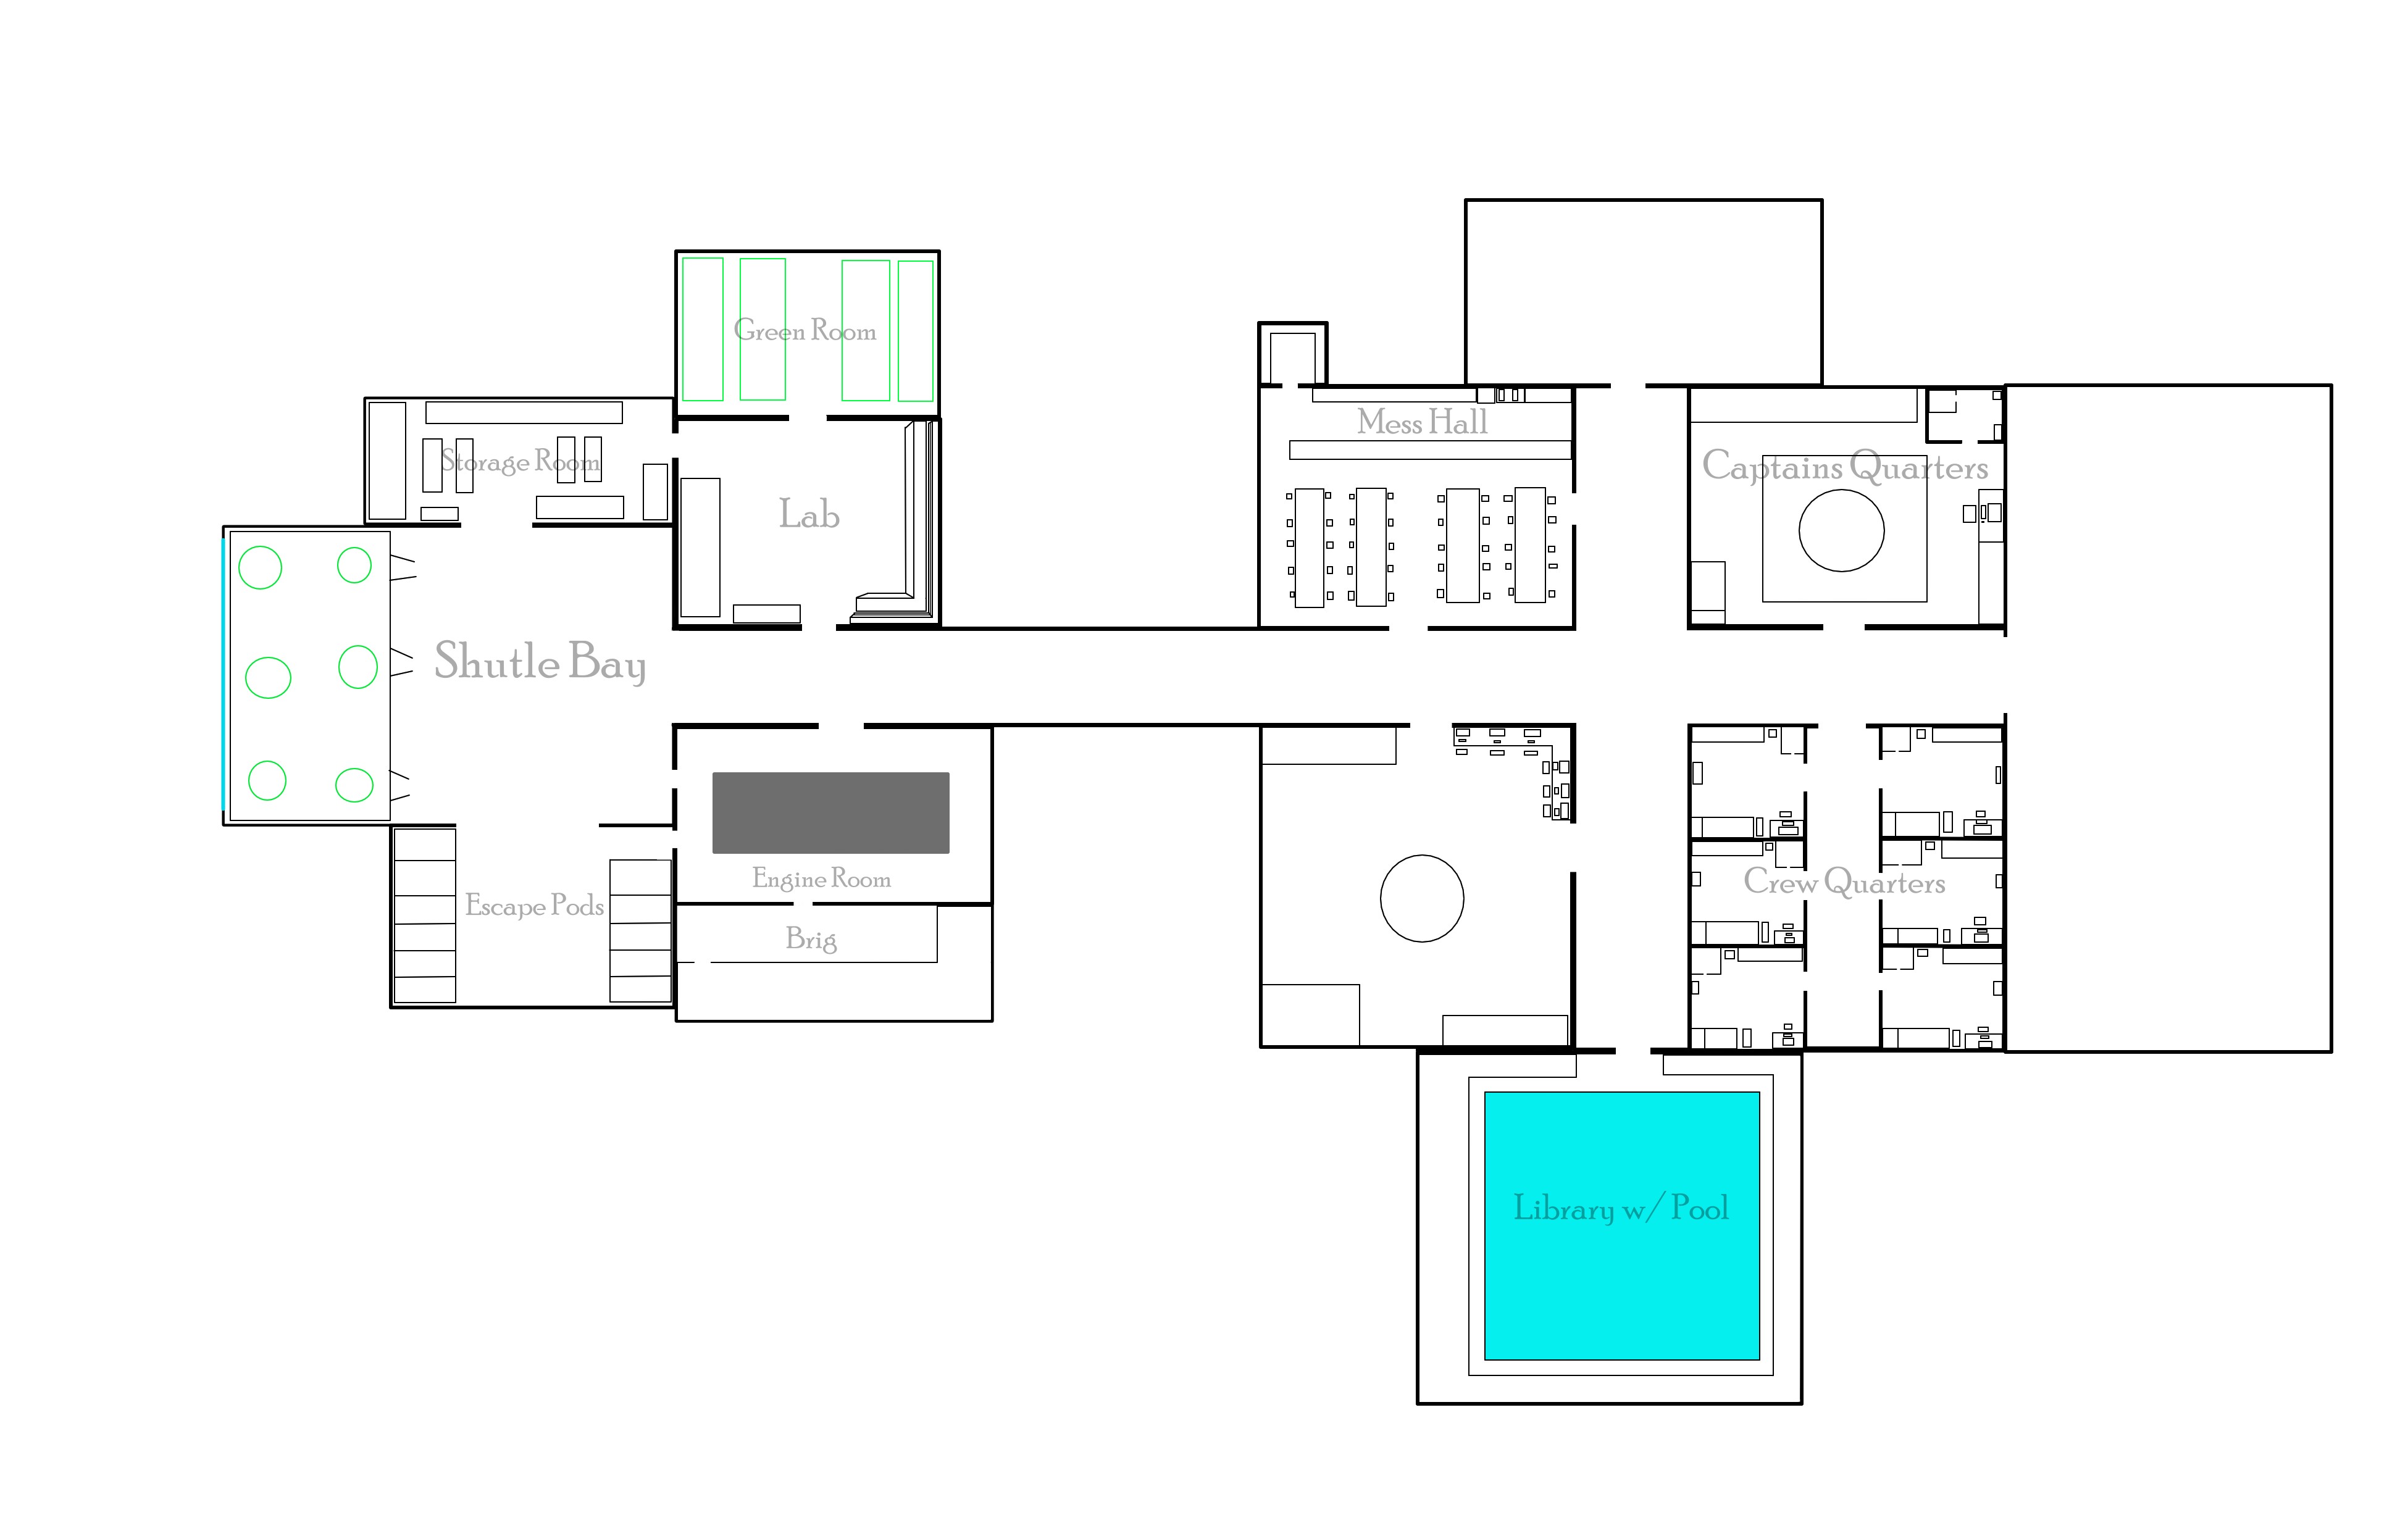 Green Room
Mess Hall
Storage Room
Captains Quarters
Lab
Shutle Bay
Engine Room
Crew Quarters
Escape Pods
Brig
Library w/ Pool